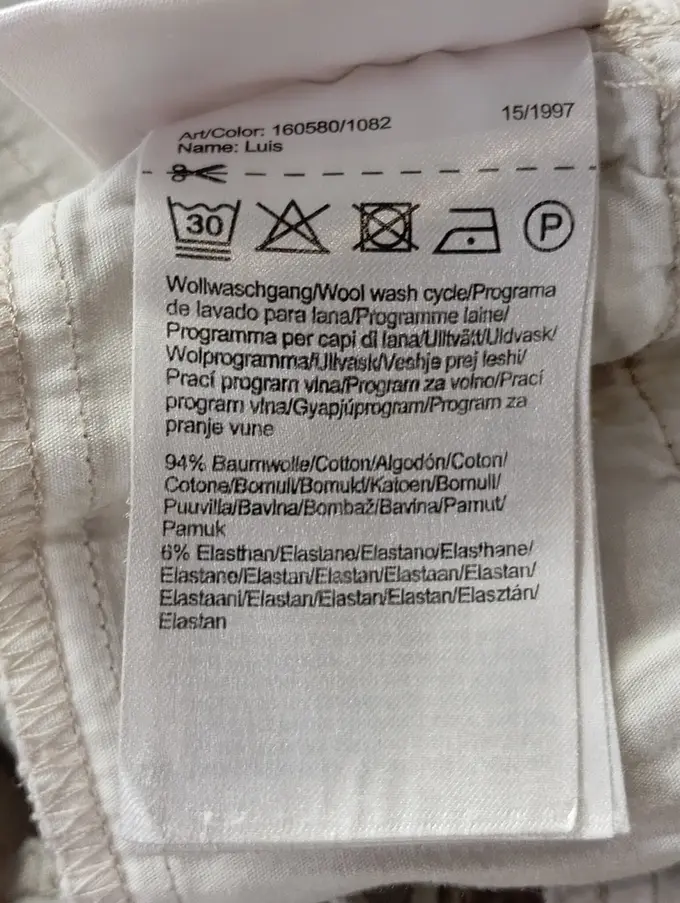 Art/Color: 160580/1082
15/1997
Name: Luis
30
P
Wollwaschgang/Wool wash cycle/Programa
de lavado para lana/Programme laine/
Programma per capi di lana/Ulltvätt/Uldvask/
Wolprogramma/Ullvask/Veshje prej leshi/
Prací program vlna/Program za volno/Prací
program vlna/Gyapjúprogram/Program za
pranje vune
94% Baumwolle/Cotton/Algodón/Coton/
Cotone/Bomull/Bomuld/Katoen/Bomull/
Puuvilla/Bavlna/Bombaž/Bavlna/Pamut/
Pamuk
6% Elasthan/Elastane/Elastano/Elasthane/
Elastane/Elastan/Elastan/Elastaan/Elastan/
Elastaani/Elastan/Elastan/Elastan/Elasztán/
Elastan